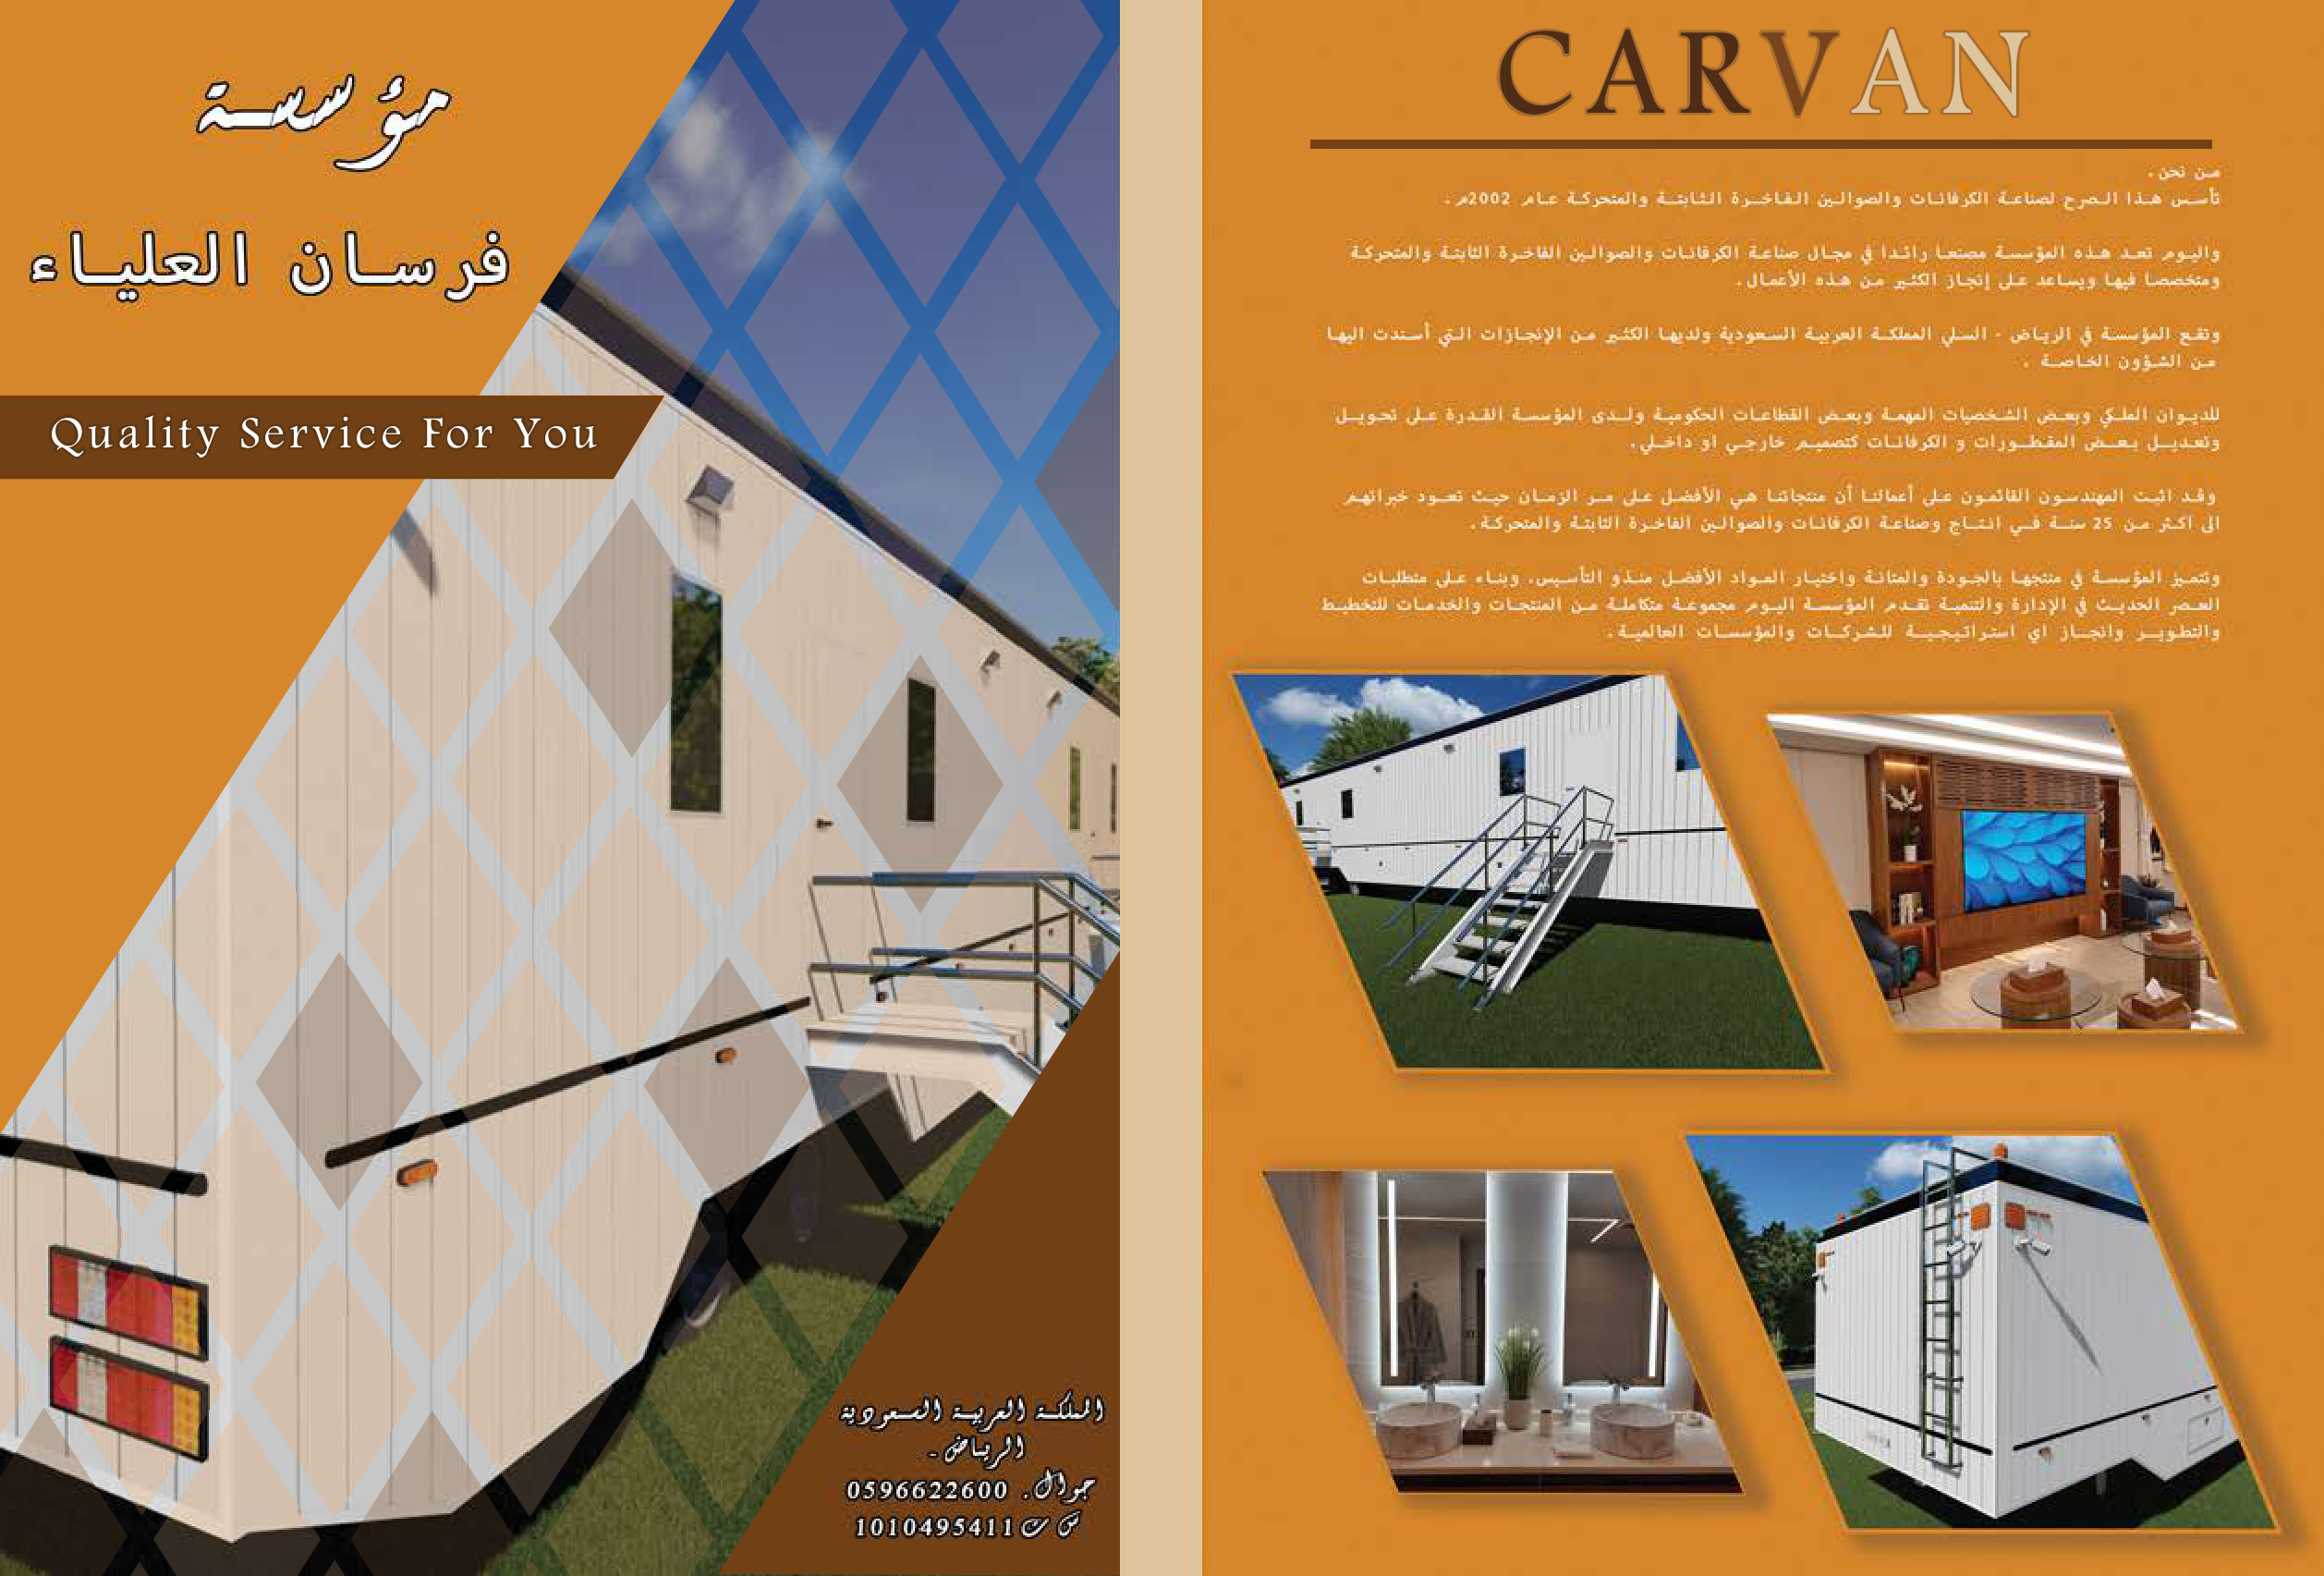 مؤسسة
فرسان العلياء
Quality Service For You
المملكة العربية السعودية
الرياض -
جوال. 0596622600
س ت 1010495411
CARVAN
من نحن .
تأسس هذا الصرح لصناعة الكرفانات والصوالين الفاخرة الثابتة والمتحركة عام 2002م .
واليوم تعد هذه المؤسسة مصنعا رائدا في مجال صناعة الكرفانات والصوالين الفاخرة الثابتة والمتحركة
ومتخصصا فيها ويساعد على إنجاز الكثير من هذه الأعمال.
وتقع المؤسسة في الرياض - السلي المملكة العربية السعودية ولديها الكثير من الإنجازات التي أسندت اليها
من الشؤون الخاصة .
للديوان الملكي وبعض الشخصيات المهمة وبعض القطاعات الحكومية ولدى المؤسسة القدرة على تحويل
وتعديل بعض المقطورات و الكرفانات كتصميم خارجي او داخلي.
وقد اثبت المهندسون القائمون على أعمالنا أن منتجاتنا هي الأفضل على مر الزمان حيث تعود خبراتهم
الى اكثر من 25 سنة في انتاج وصناعة الكرفانات والصوالين الفاخرة الثابتة والمتحركة.
وتتميز المؤسسة في منتجها بالجودة والمتانة واختيار المواد الأفضل منذو التأسيس. وبناء على متطلبات
العصر الحديث في الإدارة والتنمية تقدم المؤسسة اليوم مجموعة متكاملة من المنتجات والخدمات للتخطيط
والتطوير وانجاز اي استراتيجية للشركات والمؤسسات العالمية.